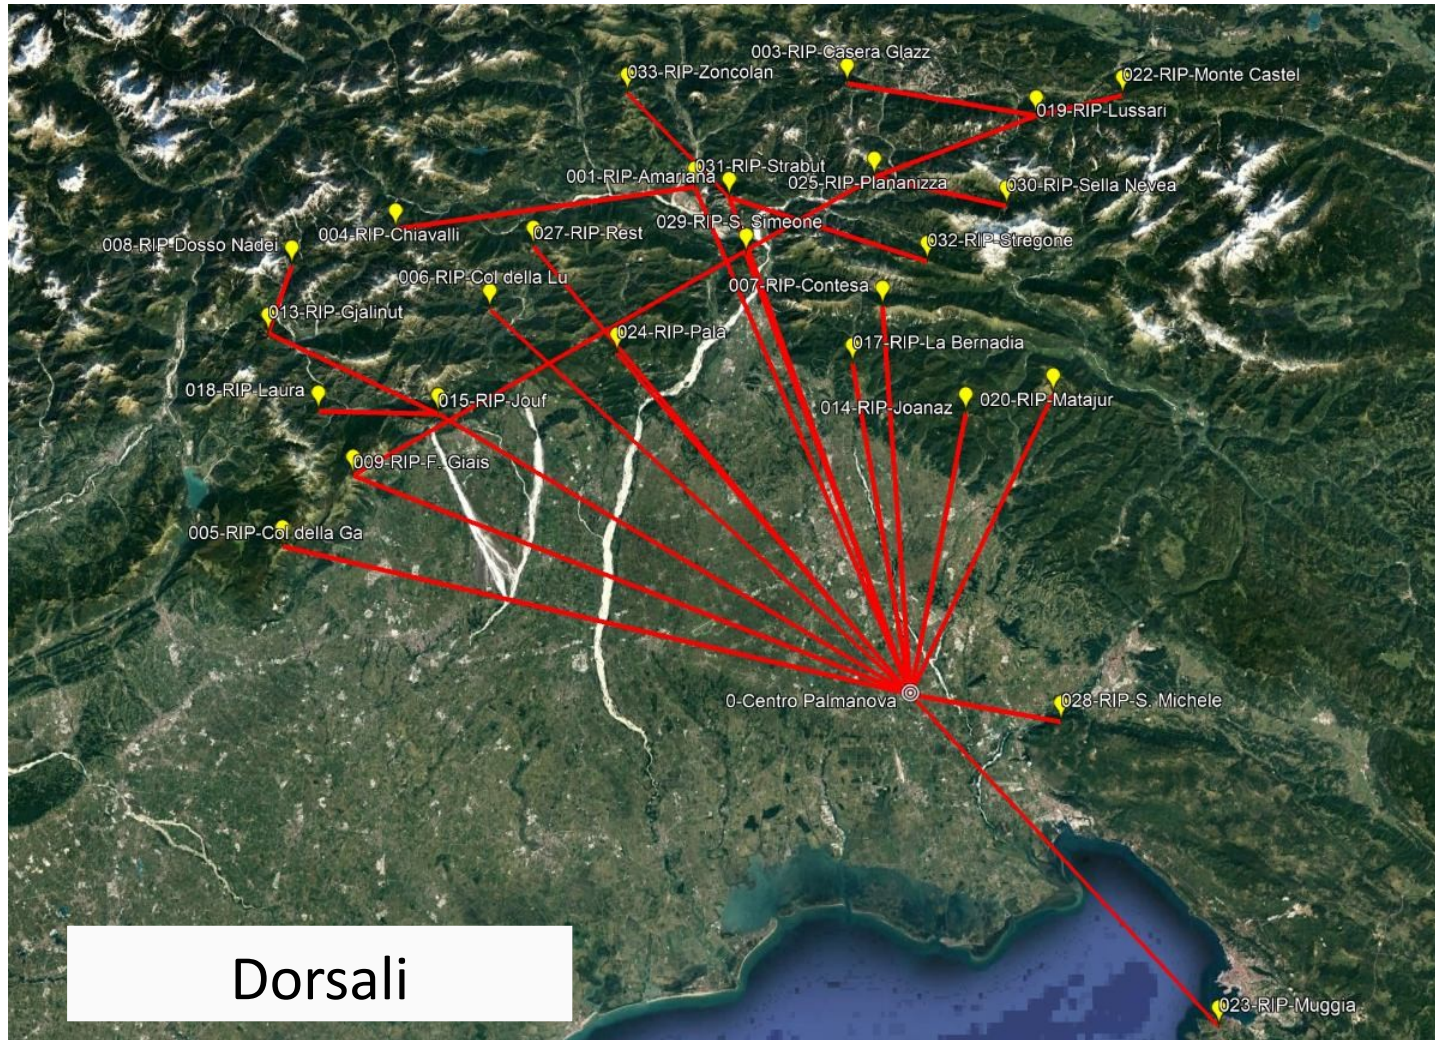 003-RIP-Casera Glazz
033-RIP-Zoncolan
022-RIP-Monte Castel
019-RIP-Lussari
031-RIP-Strabut
001-RIP-Amariana
025-RIP-Plananizza
030-RIP-Sella Nevea
029-RIP-S. Simeone
004-RIP-Chiavalli
027-RIP-Rest
008-RIP-Dosso Nadei
032-RIP-Stregone
006-RIP-Col della Lu
007-RIP-Contesa
013-RIP-Gjalinut
024-RIP-Pala
017-RIP-La Bernadia
018-RIP-Laura
015-RIP-Jouf
014-RIP-Joanaz
020-RIP-Matajur
009-RIP-F. Giais
005-RIP-Col della Ga
0-Centro Palmanova
028-RIP-S. Michele
Dorsali
023-RIP-Muggia